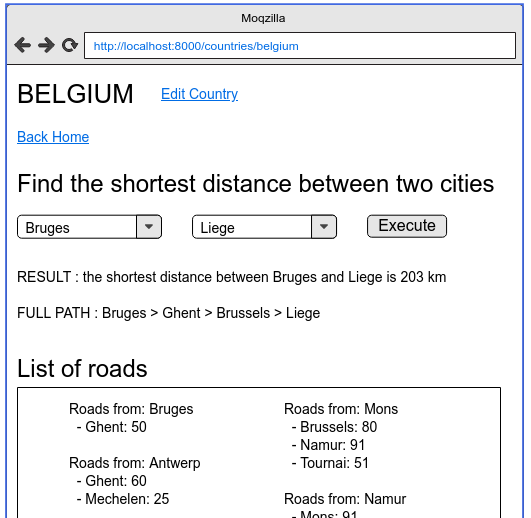 Moqzilla
http://localhost:8000/countries/belgium
BELGIUM Edit Country
Back Home
Find the shortest distance between two cities
Bruges Liege Execute
RESULT : the shortest distance between Bruges and Liege is 203 km
FULL PATH : Bruges > Ghent > Brussels > Liege
List of roads
Roads from: Bruges
- Ghent: 50
Roads from: Antwerp
- Ghent: 60
- Mechelen: 25
Roads from: Mons
- Brussels: 80
- Namur: 91
- Tournai: 51
Roads from: Namur
- Mons: 91